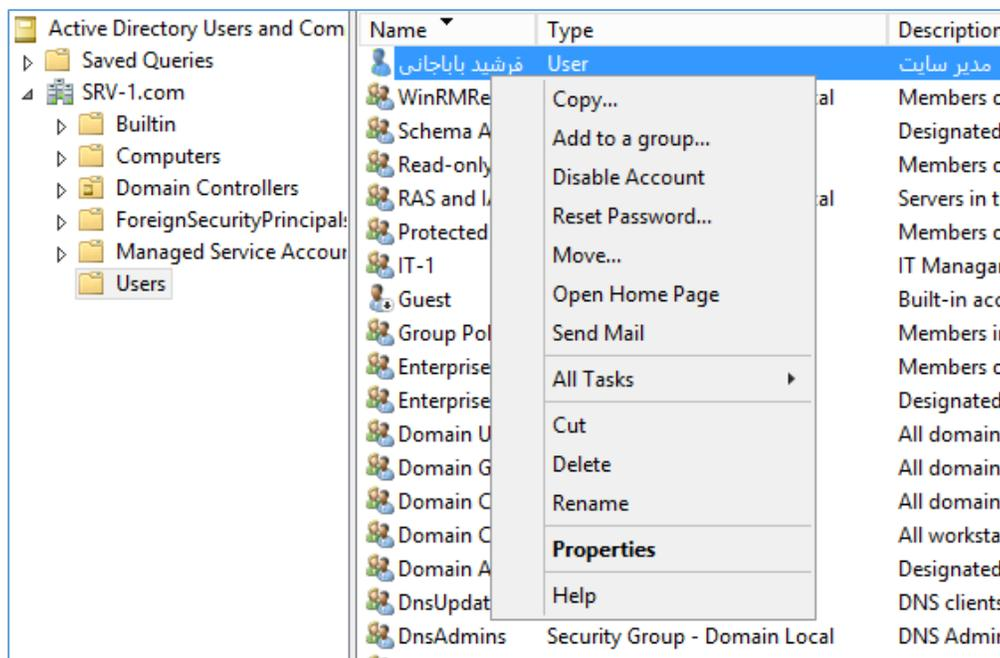 Active Directory Users and Com
Saved Queries
SRV-1.com
Builtin
Computers
Domain Controllers
ForeignSecurityPrincipals
Managed Service Accour
Users
Name Type Description
فرشید باباجانی User مدیر سایت
WinRMRe al Members o
Schema A Designated
Read-only Members o
RAS and I al Servers in t
Protected Members o
IT-1 IT Managar
Guest Built-in acc
Group Pol Members i
Enterprise Members o
Enterprise Designated
Domain U All domain
Domain G All domain
Domain C All domain
Domain C All worksta
Domain A Designated
DnsUpdat DNS clients
DnsAdmins Security Group - Domain Local DNS Admi
Copy...
Add to a group...
Disable Account
Reset Password...
Move...
Open Home Page
Send Mail
All Tasks
Cut
Delete
Rename
Properties
Help